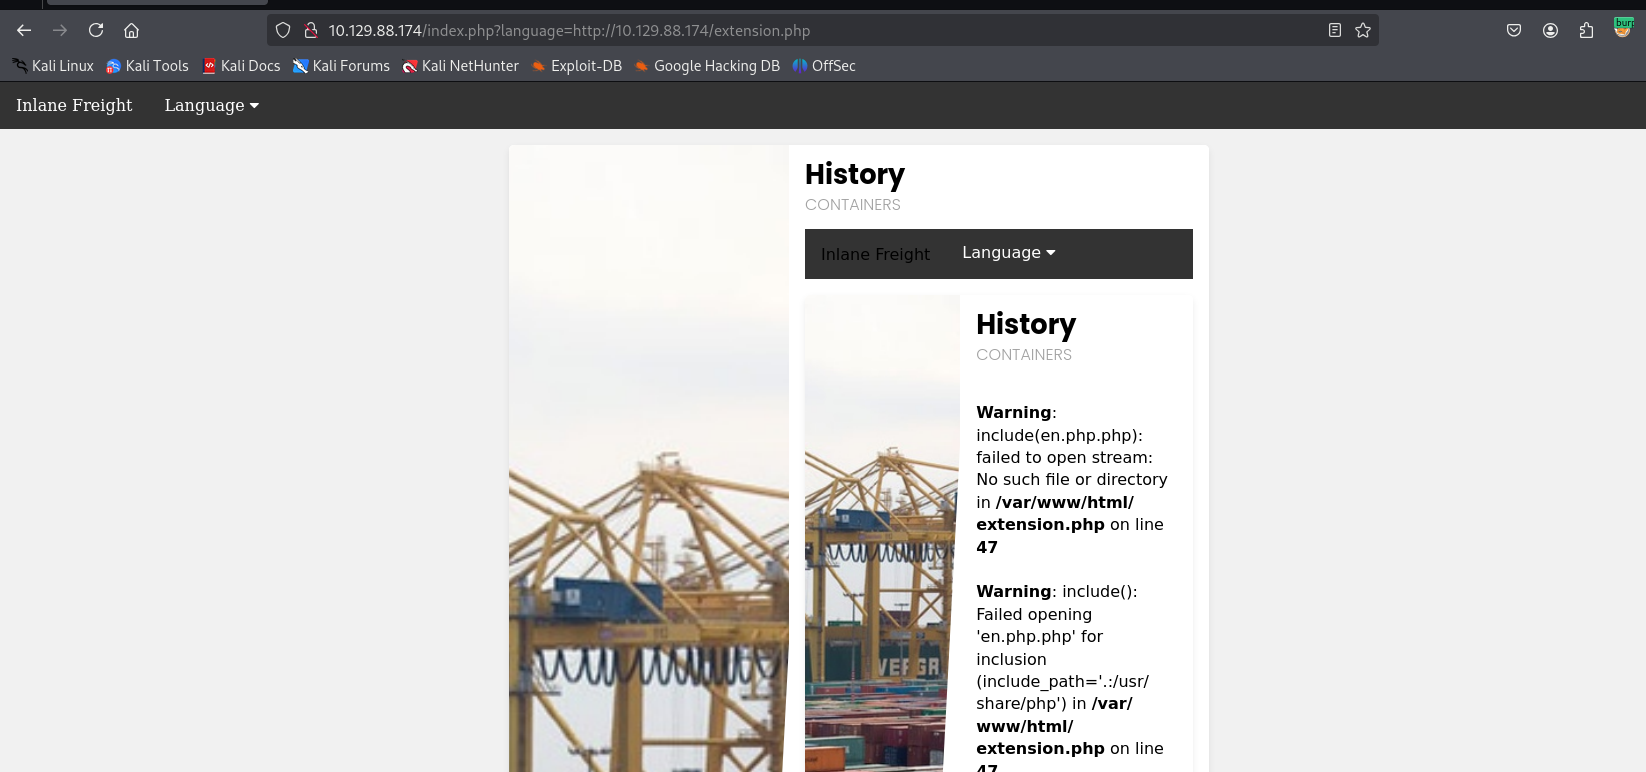 10.129.88.174/index.php?language=http://10.129.88.174/extension.php
burp
Kali Linux Kali Tools Kali Docs Kali Forums Kali NetHunter Exploit-DB Google Hacking DB OffSec
Inlane Freight Language
History
CONTAINERS
Inlane Freight Language
History
CONTAINERS
Warning:
include(en.php.php):
failed to open stream:
No such file or directory
in /var/www/html/
extension.php on line
47
Warning: include():
Failed opening
'en.php.php' for
inclusion
(include_path='.:/usr/
share/php') in /var/
www/html/
extension.php on line
47